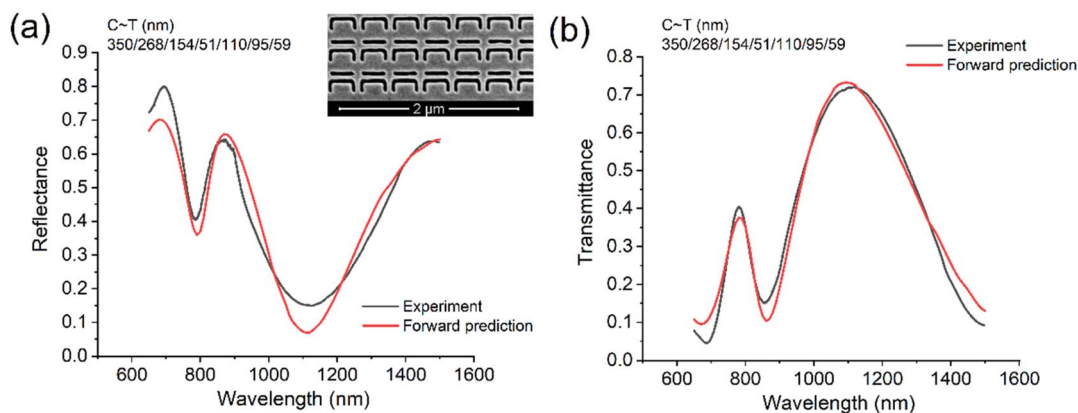 (a)
C~T (nm)
350/268/154/51/110/95/59
2 μm
0.9
0.8
0.7
0.6
0.5
0.4
0.3
0.2
0.1
0.0
Reflectance
Experiment
Forward prediction
600 800 1000 1200 1400 1600
Wavelength (nm)
(b)
C~T (nm)
350/268/154/51/110/95/59
Experiment
Forward prediction
0.8
0.7
0.6
0.5
0.4
0.3
0.2
0.1
0.0
Transmittance
600 800 1000 1200 1400 1600
Wavelength (nm)